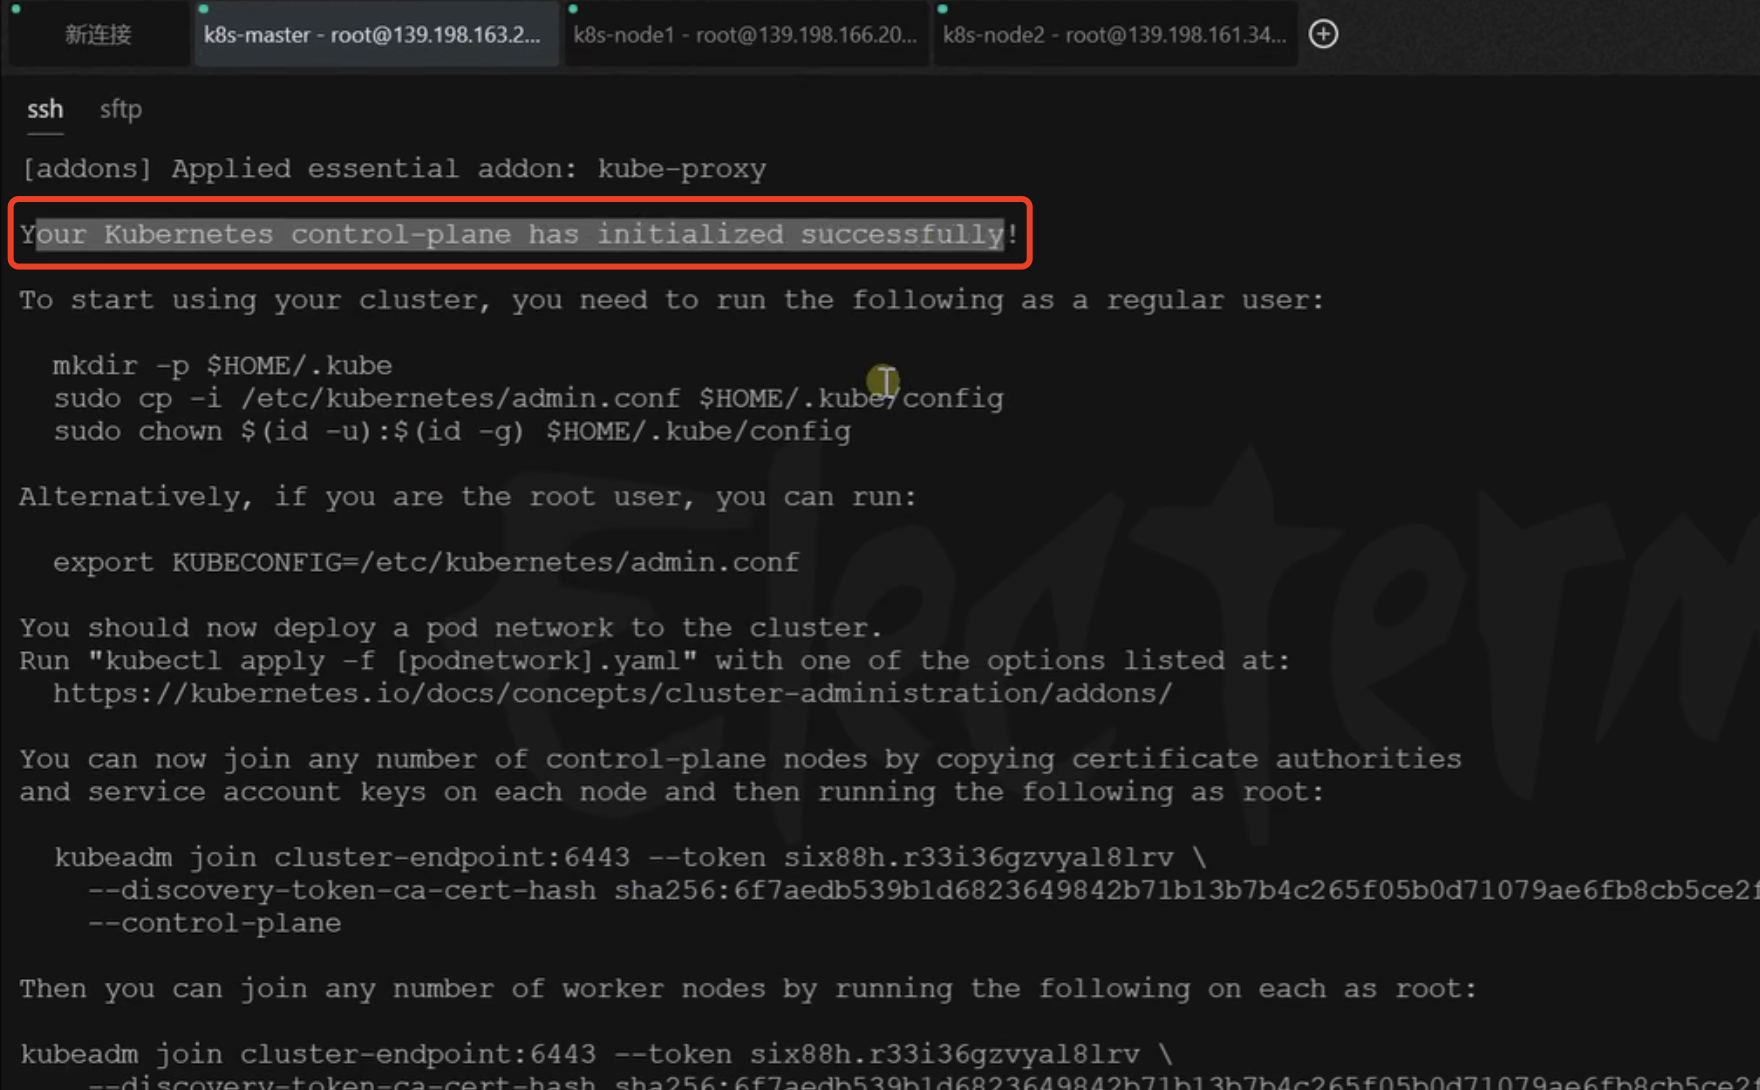 新连接
k8s-master - root@139.198.163.2...
k8s-node1 - root@139.198.166.20...
k8s-node2 - root@139.198.161.34...
ssh
sftp
[addons] Applied essential addon: kube-proxy
Your Kubernetes control-plane has initialized successfully!
To start using your cluster, you need to run the following as a regular user:
mkdir -p $HOME/.kube
sudo cp -i /etc/kubernetes/admin.conf $HOME/.kube/config
sudo chown $(id -u):$(id -g) $HOME/.kube/config
Alternatively, if you are the root user, you can run:
export KUBECONFIG=/etc/kubernetes/admin.conf
You should now deploy a pod network to the cluster.
Run "kubectl apply -f [podnetwork].yaml" with one of the options listed at:
https://kubernetes.io/docs/concepts/cluster-administration/addons/
You can now join any number of control-plane nodes by copying certificate authorities
and service account keys on each node and then running the following as root:
kubeadm join cluster-endpoint:6443 --token six88h.r33i36gzvyal8lrv \
--discovery-token-ca-cert-hash sha256:6f7aedb539b1d6823649842b71b13b7b4c265f05b0d71079ae6fb8cb5ce2f
--control-plane
Then you can join any number of worker nodes by running the following on each as root:
kubeadm join cluster-endpoint:6443 --token six88h.r33i36gzvyal8lrv \
--discovery-token-ca-cert-hash sha256:6f7aedb539b1d6823649842b71b13b7b4c265f05b0d71079ae6fb8cb5ce2f
Electerm